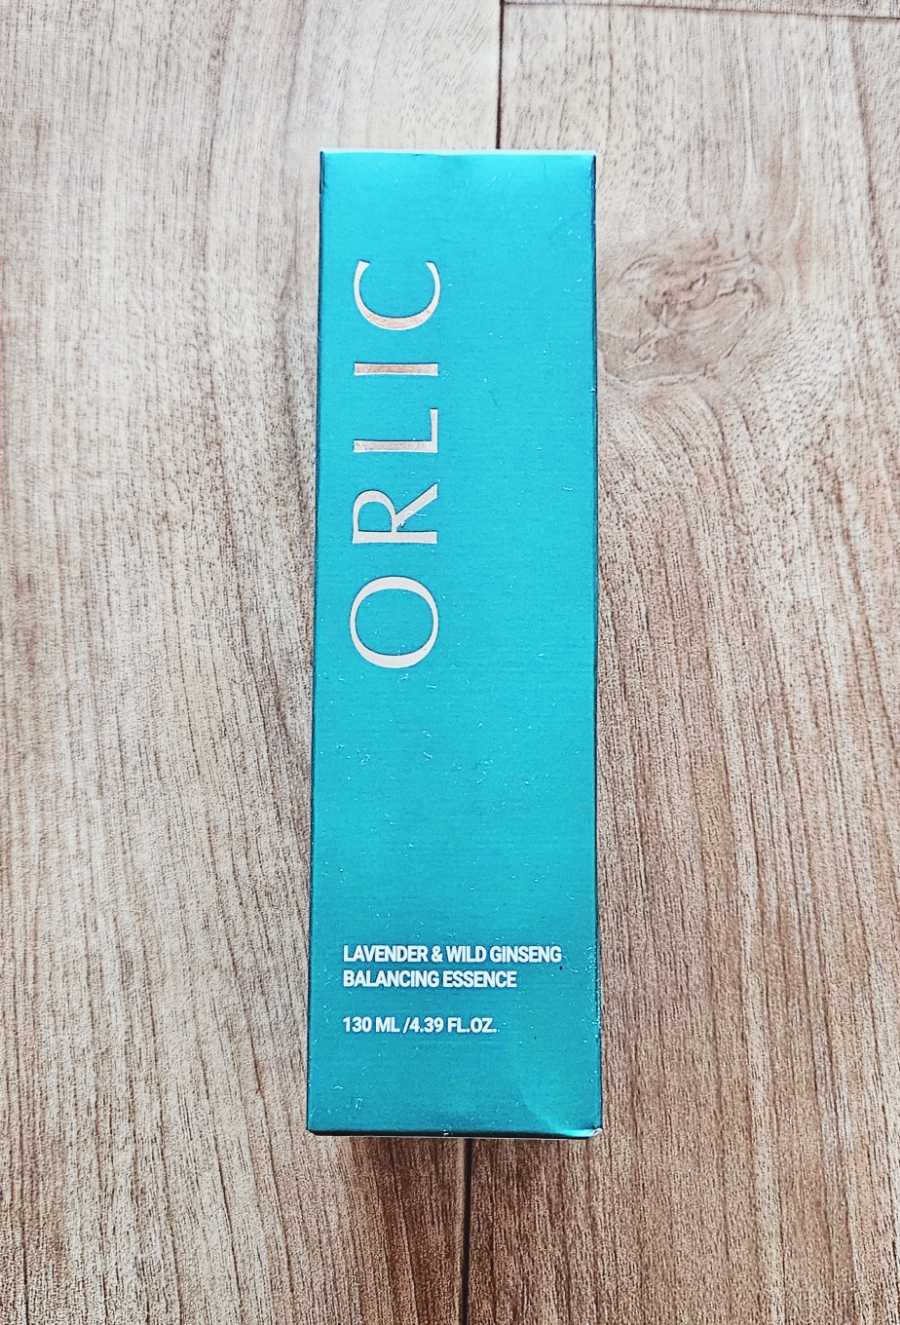 ORLIC
LAVENDER & WILD GINSENG
BALANCING ESSENCE
130 ML /4.39 FL.OZ.